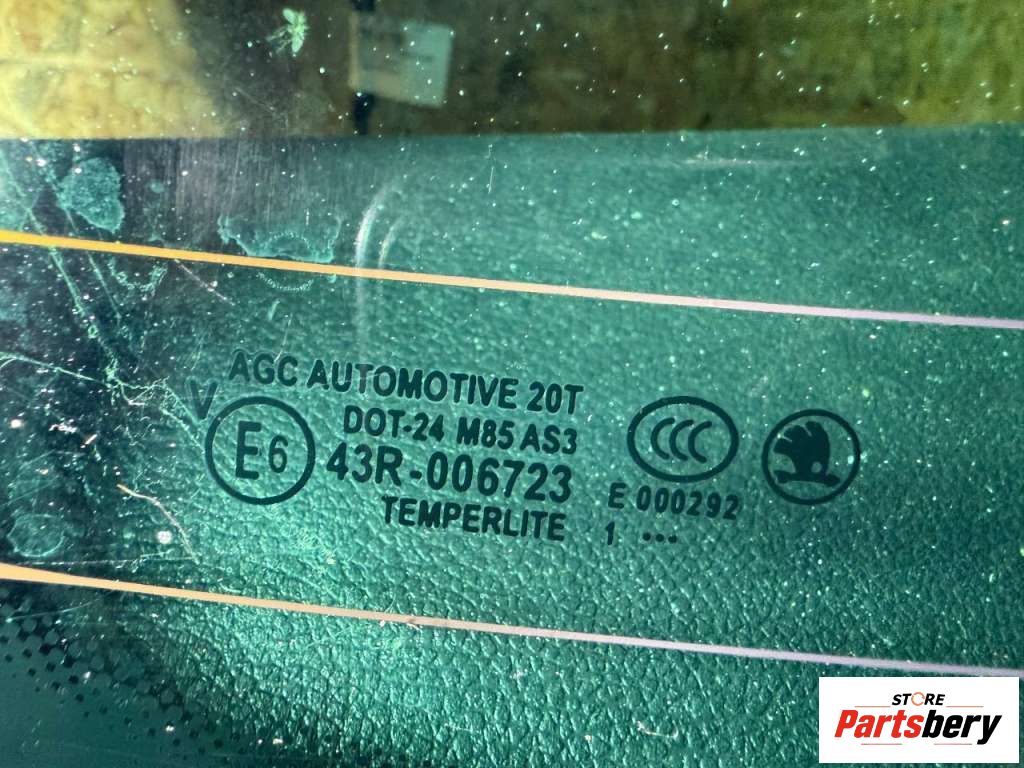 AGC AUTOMOTIVE 20T
V
DOT-24 M85 AS3
E6
43R-006723
TEMPERLITE
CCC
E 000292
1 ...
STORE
Partsbery